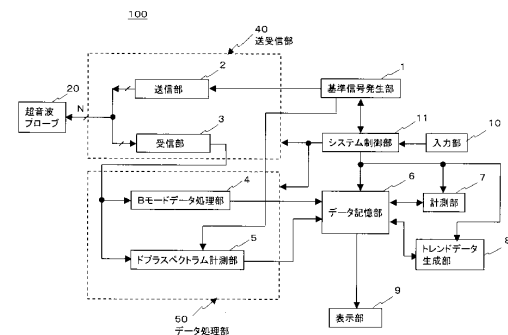 100
40
送受信部
2
送信部
1
基準信号発生部
20
超音波
プローブ
N
3
受信部
11
システム制御部
10
入力部
4
Bモードデータ処理部
6
データ記憶部
7
計測部
5
ドプラスペクトラム計測部
8
トレンドデータ
生成部
50
データ処理部
9
表示部